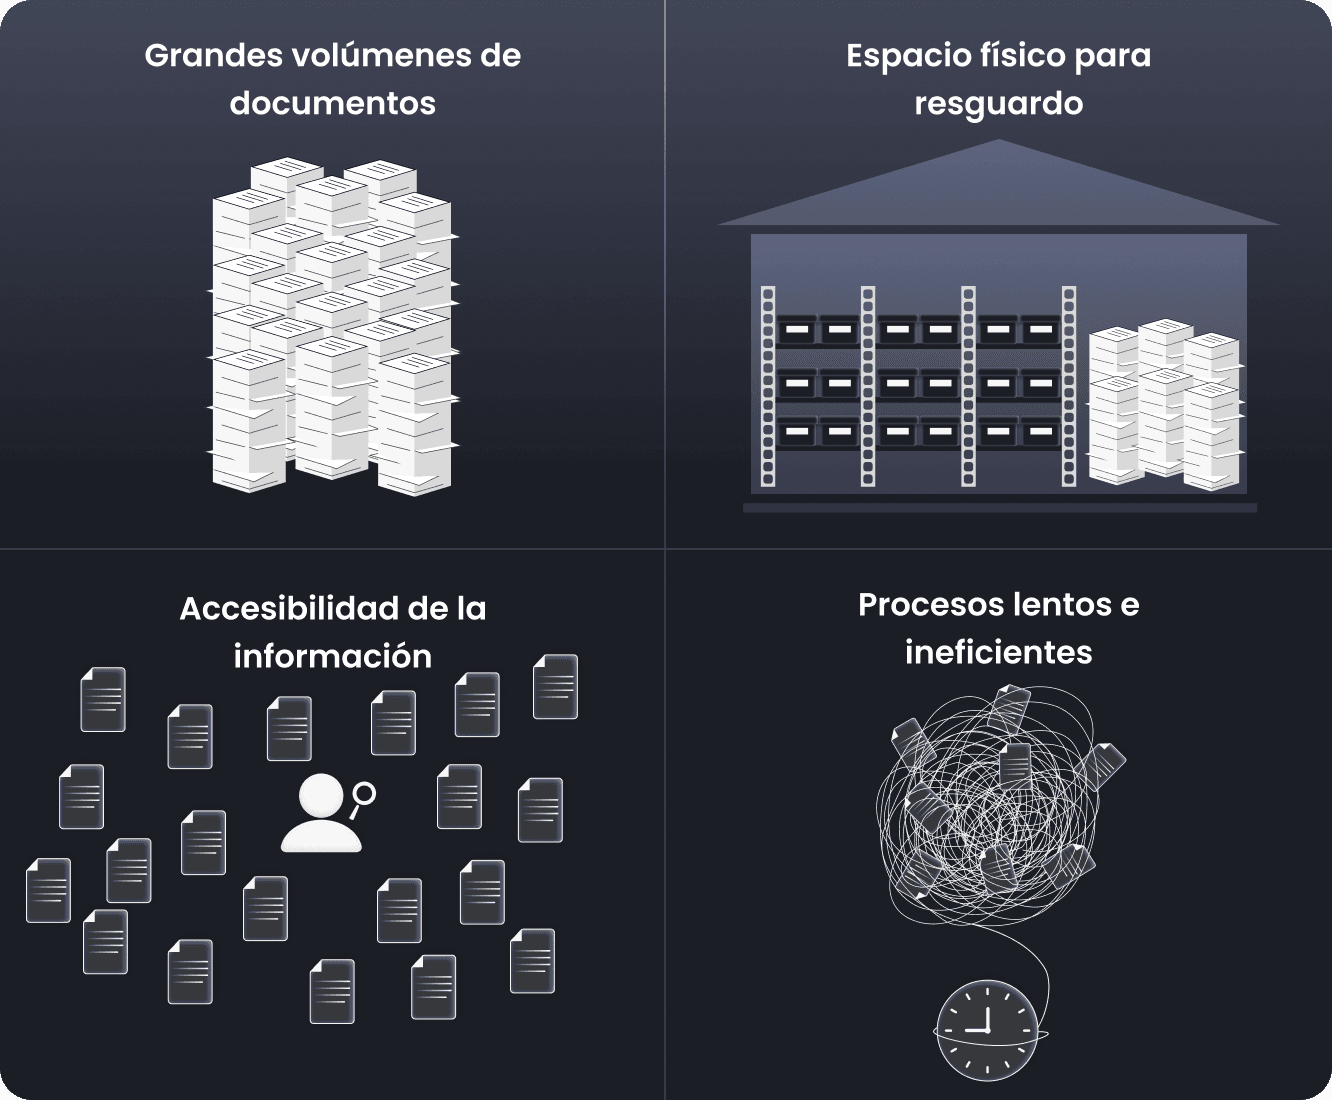 Grandes volúmenes de
documentos
Espacio físico para
resguardo
Accesibilidad de la
información
Procesos lentos e
ineficientes